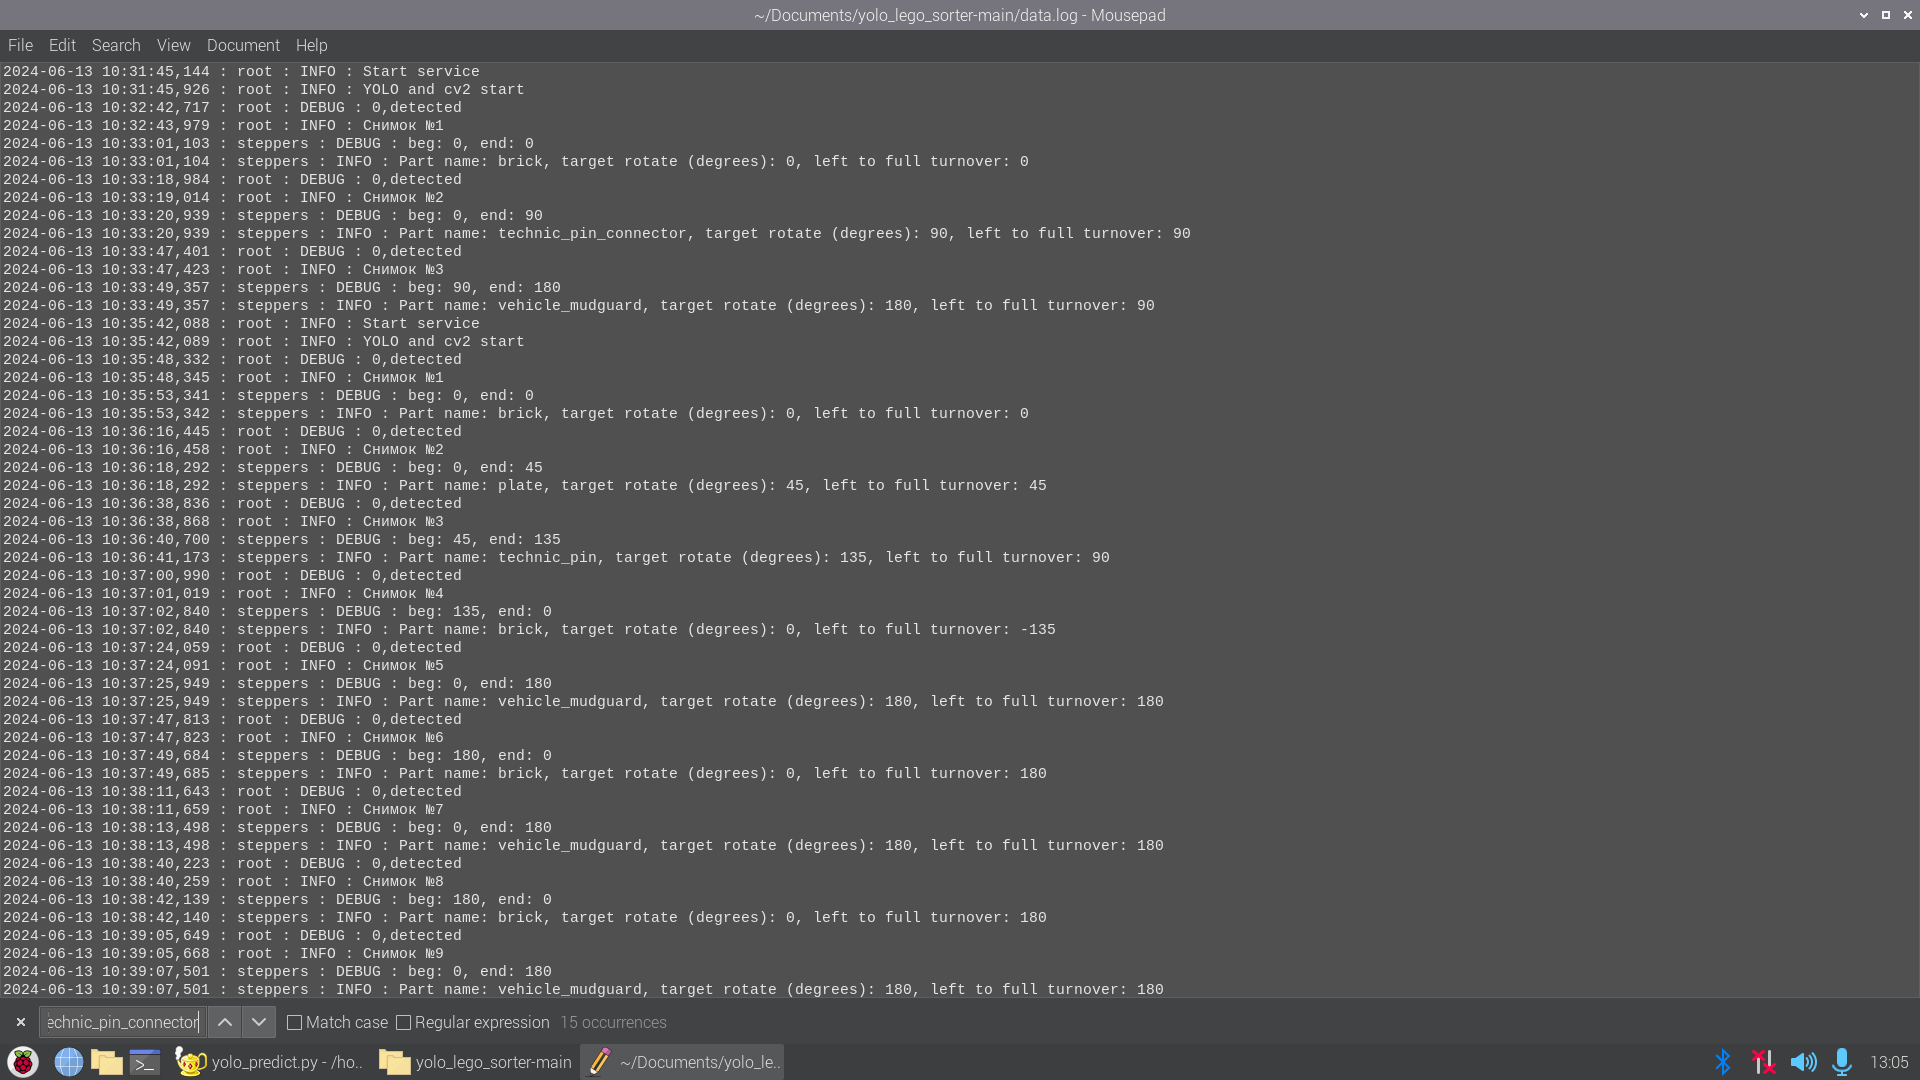 ~/Documents/yolo_lego_sorter-main/data.log - Mousepad
File Edit Search View Document Help
2024-06-13 10:31:45,144 : root : INFO : Start service
2024-06-13 10:31:45,926 : root : INFO : YOLO and cv2 start
2024-06-13 10:32:42,717 : root : DEBUG : 0,detected
2024-06-13 10:32:43,979 : root : INFO : Снимок №1
2024-06-13 10:33:01,103 : steppers : DEBUG : beg: 0, end: 0
2024-06-13 10:33:01,104 : steppers : INFO : Part name: brick, target rotate (degrees): 0, left to full turnover: 0
2024-06-13 10:33:18,984 : root : DEBUG : 0,detected
2024-06-13 10:33:19,014 : root : INFO : Снимок №2
2024-06-13 10:33:20,939 : steppers : DEBUG : beg: 0, end: 90
2024-06-13 10:33:20,939 : steppers : INFO : Part name: technic_pin_connector, target rotate (degrees): 90, left to full turnover: 90
2024-06-13 10:33:47,401 : root : DEBUG : 0,detected
2024-06-13 10:33:47,423 : root : INFO : Снимок №3
2024-06-13 10:33:49,357 : steppers : DEBUG : beg: 90, end: 180
2024-06-13 10:33:49,357 : steppers : INFO : Part name: vehicle_mudguard, target rotate (degrees): 180, left to full turnover: 90
2024-06-13 10:35:42,088 : root : INFO : Start service
2024-06-13 10:35:42,089 : root : INFO : YOLO and cv2 start
2024-06-13 10:35:48,332 : root : DEBUG : 0,detected
2024-06-13 10:35:48,345 : root : INFO : Снимок №1
2024-06-13 10:35:53,341 : steppers : DEBUG : beg: 0, end: 0
2024-06-13 10:35:53,342 : steppers : INFO : Part name: brick, target rotate (degrees): 0, left to full turnover: 0
2024-06-13 10:36:16,445 : root : DEBUG : 0,detected
2024-06-13 10:36:16,458 : root : INFO : Снимок №2
2024-06-13 10:36:18,292 : steppers : DEBUG : beg: 0, end: 45
2024-06-13 10:36:18,292 : steppers : INFO : Part name: plate, target rotate (degrees): 45, left to full turnover: 45
2024-06-13 10:36:38,836 : root : DEBUG : 0,detected
2024-06-13 10:36:38,868 : root : INFO : Снимок №3
2024-06-13 10:36:40,700 : steppers : DEBUG : beg: 45, end: 135
2024-06-13 10:36:41,173 : steppers : INFO : Part name: technic_pin, target rotate (degrees): 135, left to full turnover: 90
2024-06-13 10:37:00,990 : root : DEBUG : 0,detected
2024-06-13 10:37:01,019 : root : INFO : Снимок №4
2024-06-13 10:37:02,840 : steppers : DEBUG : beg: 135, end: 0
2024-06-13 10:37:02,840 : steppers : INFO : Part name: brick, target rotate (degrees): 0, left to full turnover: -135
2024-06-13 10:37:24,059 : root : DEBUG : 0,detected
2024-06-13 10:37:24,091 : root : INFO : Снимок №5
2024-06-13 10:37:25,949 : steppers : DEBUG : beg: 0, end: 180
2024-06-13 10:37:25,949 : steppers : INFO : Part name: vehicle_mudguard, target rotate (degrees): 180, left to full turnover: 180
2024-06-13 10:37:47,813 : root : DEBUG : 0,detected
2024-06-13 10:37:47,823 : root : INFO : Снимок №6
2024-06-13 10:37:49,684 : steppers : DEBUG : beg: 180, end: 0
2024-06-13 10:37:49,685 : steppers : INFO : Part name: brick, target rotate (degrees): 0, left to full turnover: 180
2024-06-13 10:38:11,643 : root : DEBUG : 0,detected
2024-06-13 10:38:11,659 : root : INFO : Снимок №7
2024-06-13 10:38:13,498 : steppers : DEBUG : beg: 0, end: 180
2024-06-13 10:38:13,498 : steppers : INFO : Part name: vehicle_mudguard, target rotate (degrees): 180, left to full turnover: 180
2024-06-13 10:38:40,223 : root : DEBUG : 0,detected
2024-06-13 10:38:40,259 : root : INFO : Снимок №8
2024-06-13 10:38:42,139 : steppers : DEBUG : beg: 180, end: 0
2024-06-13 10:38:42,140 : steppers : INFO : Part name: brick, target rotate (degrees): 0, left to full turnover: 180
2024-06-13 10:39:05,649 : root : DEBUG : 0,detected
2024-06-13 10:39:05,668 : root : INFO : Снимок №9
2024-06-13 10:39:07,501 : steppers : DEBUG : beg: 0, end: 180
2024-06-13 10:39:07,501 : steppers : INFO : Part name: vehicle_mudguard, target rotate (degrees): 180, left to full turnover: 180
echnic_pin_connector Match case Regular expression 15 occurrences
yolo_predict.py - /ho.. yolo_lego_sorter-main ~/Documents/yolo_le.. 13:05